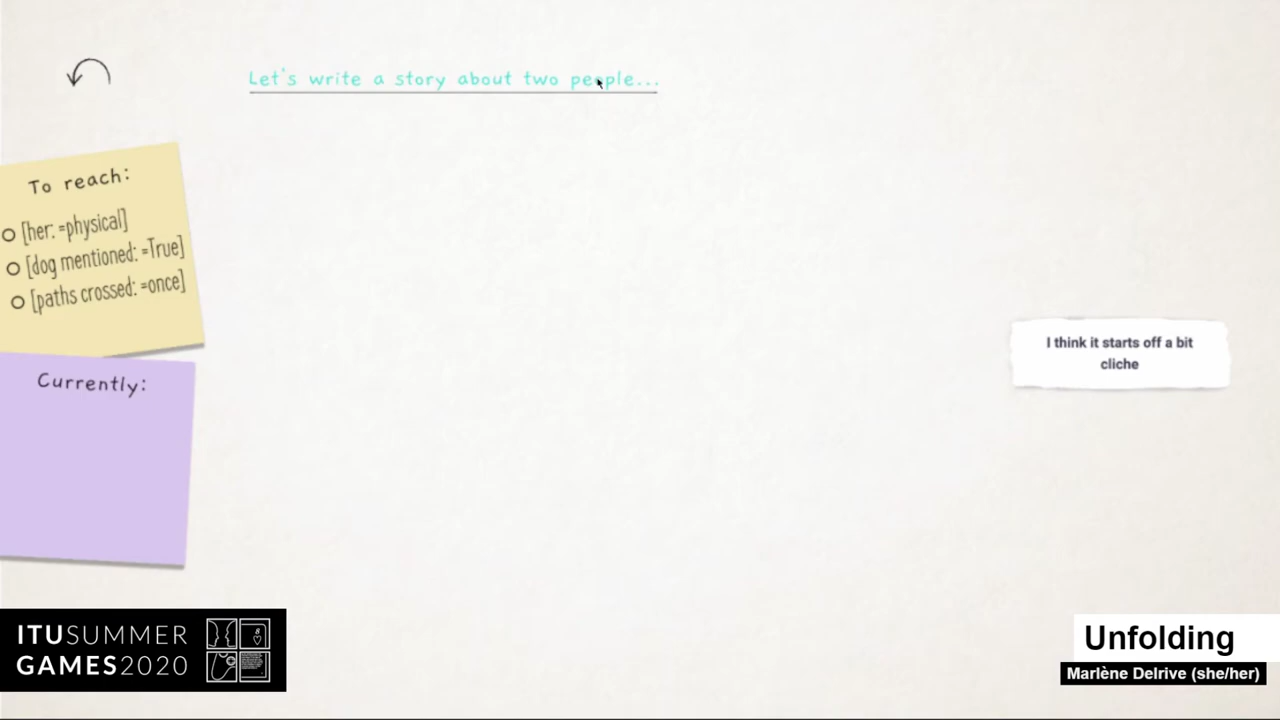 Let's write a story about two people...
To reach:
[her: =physical]
[dog mentioned: =True]
[paths crossed: =once]
I think it starts off a bit
cliche
Currently:
ITUSUMMER
GAMES2020
Unfolding
Marlène Delrive (she/her)